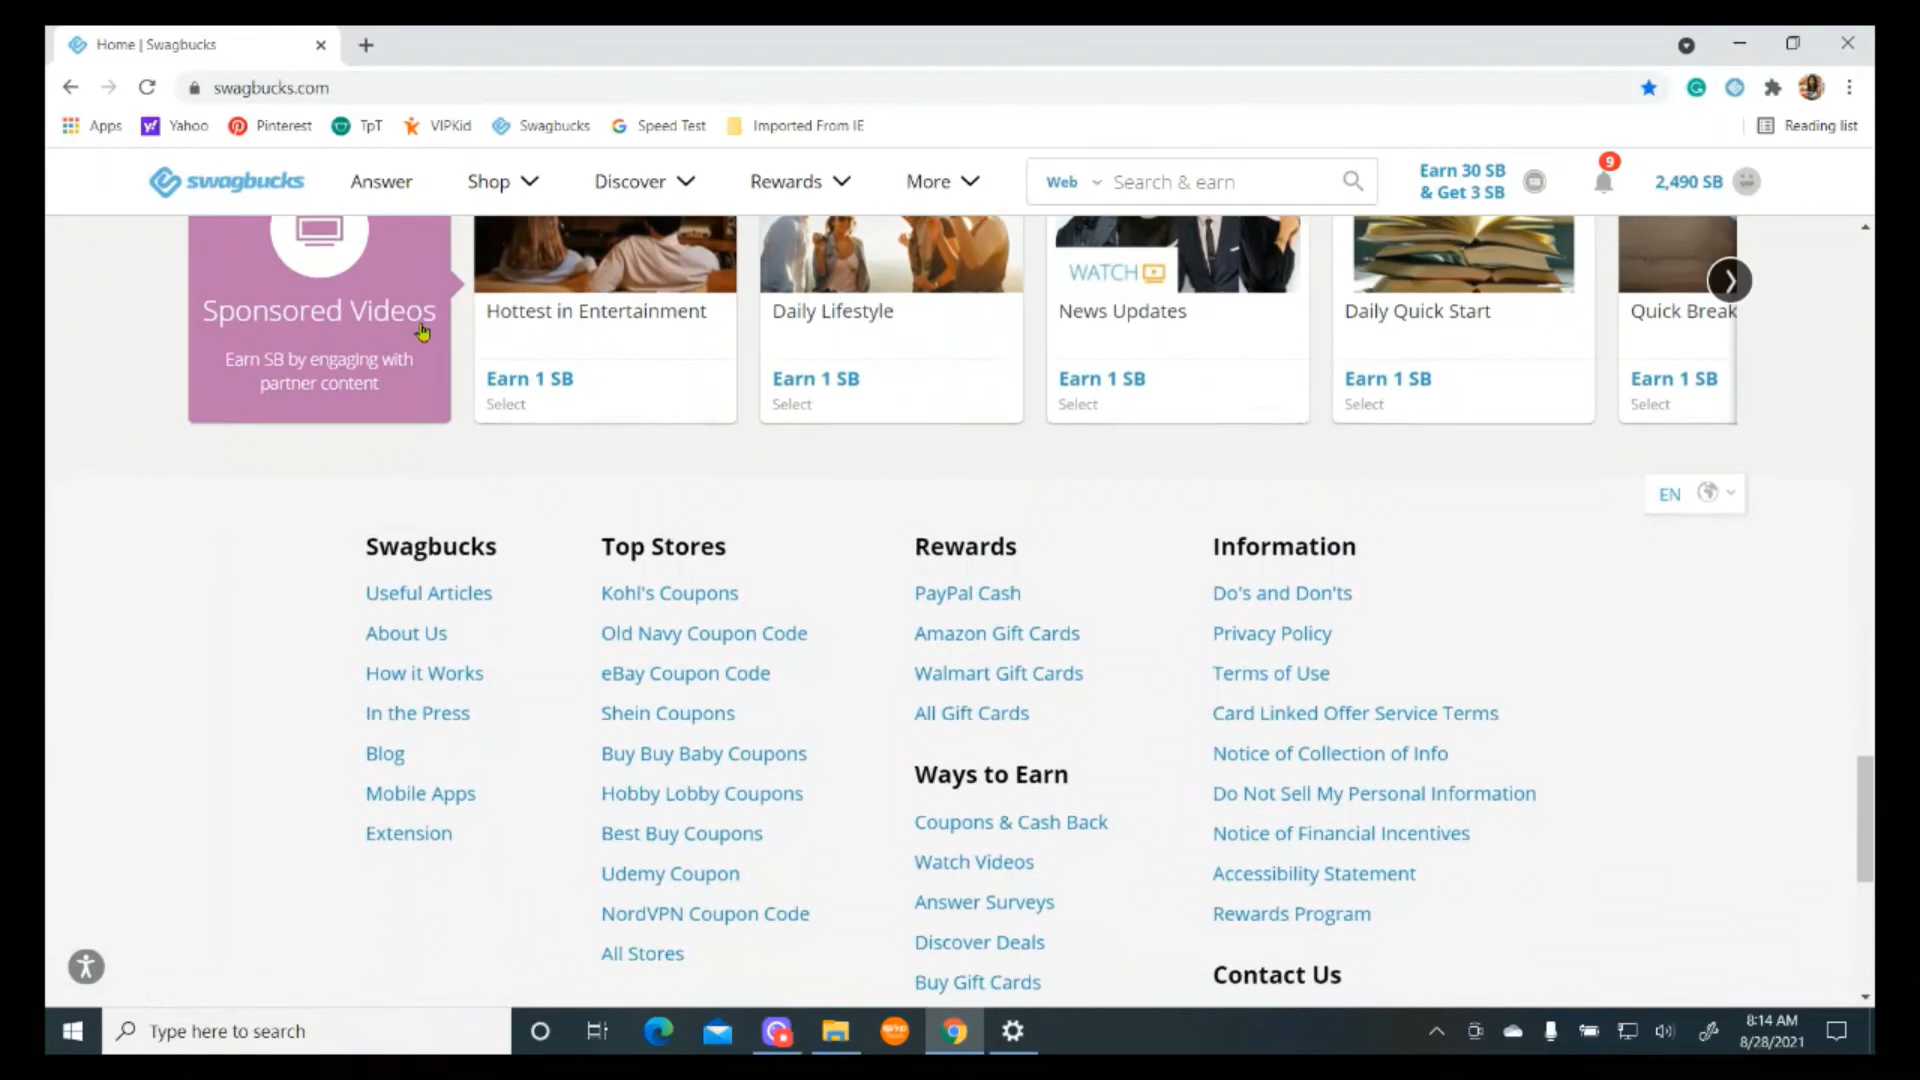 Home | Swagbucks
swagbucks.com
Apps Yahoo Pinterest TpT VIPKid Swagbucks Speed Test Imported From IE Reading list
swagbucks Answer Shop Discover Rewards More Web Search & earn Earn 30 SB
& Get 3 SB 9 2,490 SB
WATCH
Sponsored Videos Hottest in Entertainment Daily Lifestyle News Updates Daily Quick Start Quick Break
Earn SB by engaging with
partner content
Earn 1 SB Earn 1 SB Earn 1 SB Earn 1 SB Earn 1 SB
Select Select Select Select Select
EN
Swagbucks
Useful Articles
About Us
How it Works
In the Press
Blog
Mobile Apps
Extension
Top Stores
Kohl's Coupons
Old Navy Coupon Code
eBay Coupon Code
Shein Coupons
Buy Buy Baby Coupons
Hobby Lobby Coupons
Best Buy Coupons
Udemy Coupon
NordVPN Coupon Code
All Stores
Rewards
PayPal Cash
Amazon Gift Cards
Walmart Gift Cards
All Gift Cards
Ways to Earn
Coupons & Cash Back
Watch Videos
Answer Surveys
Discover Deals
Buy Gift Cards
Information
Do's and Don'ts
Privacy Policy
Terms of Use
Card Linked Offer Service Terms
Notice of Collection of Info
Do Not Sell My Personal Information
Notice of Financial Incentives
Accessibility Statement
Rewards Program
Contact Us
Type here to search
8:14 AM
8/28/2021